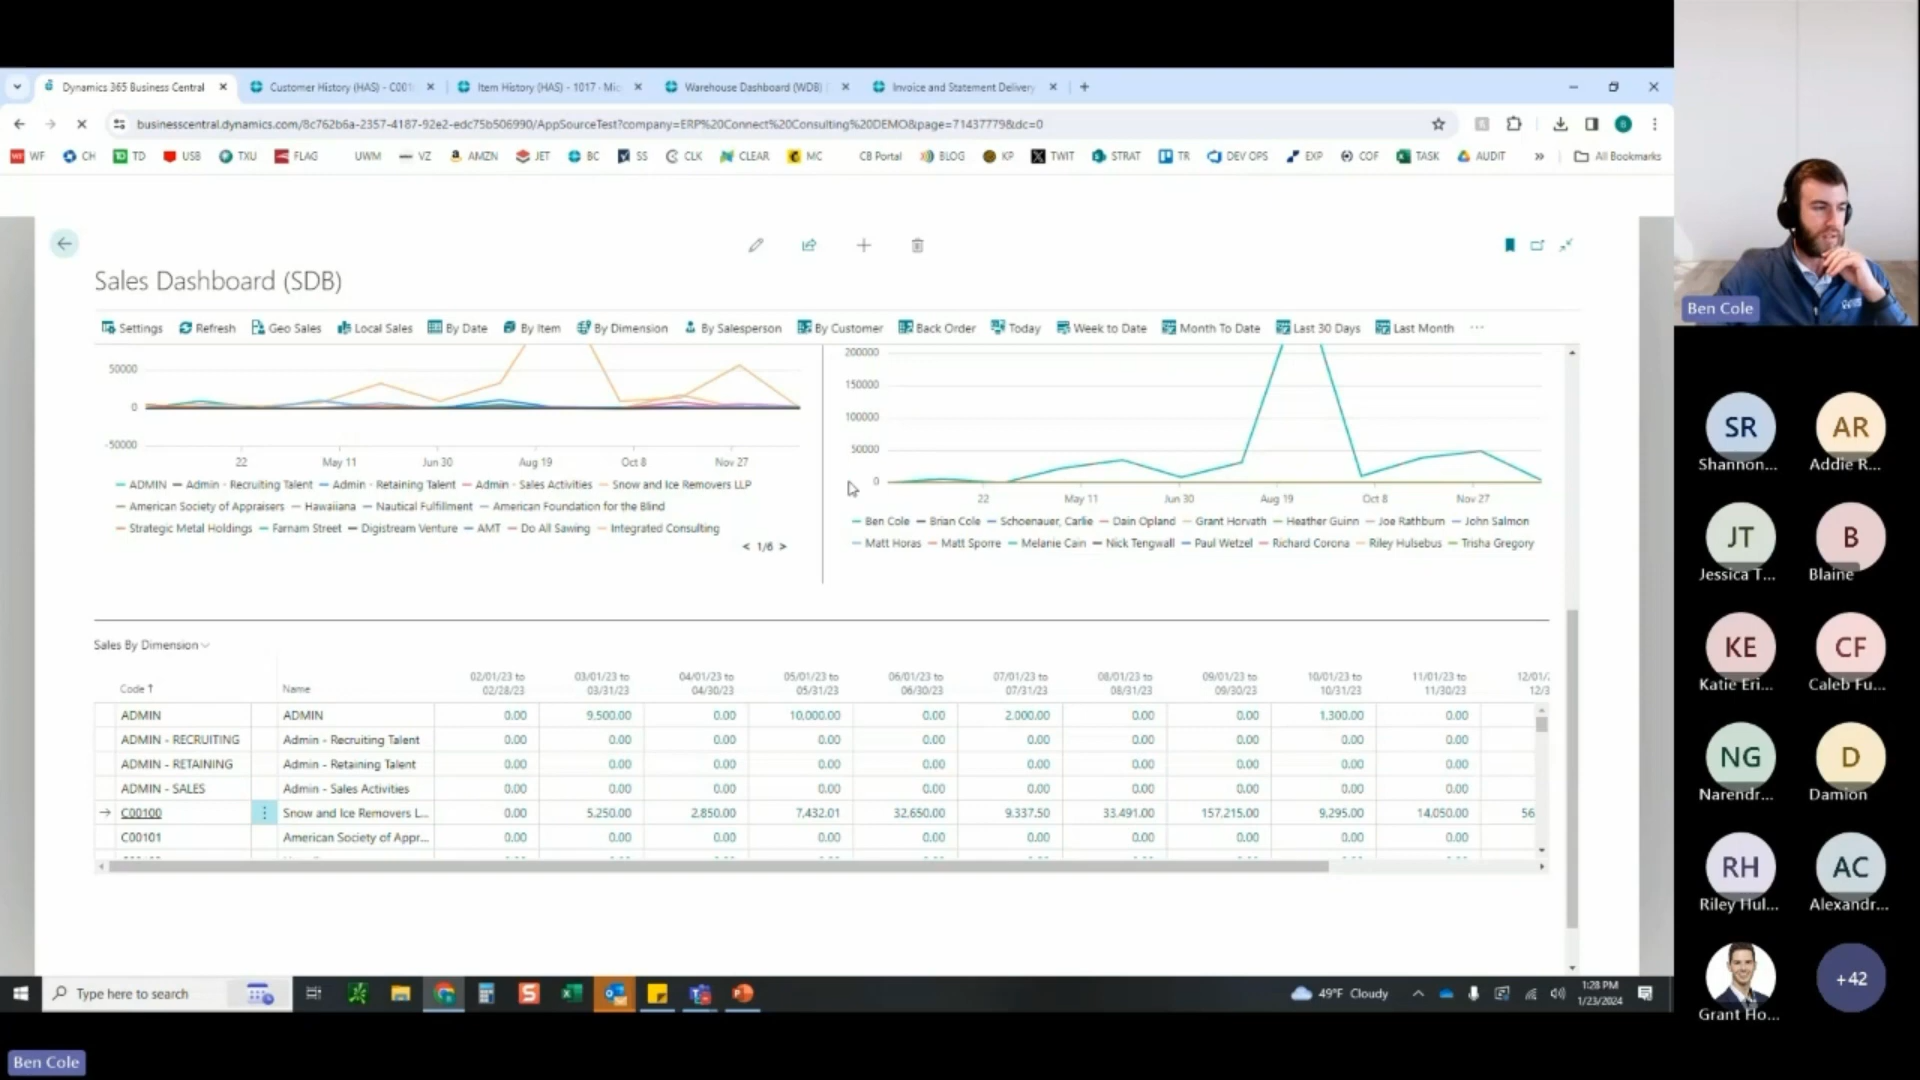 Dynamics 365 Business Central
Customer History (HAS) - C001
Item History (HAS) - 1017 - Mic
Warehouse Dashboard (WDB)
Invoice and Statement Delivery
businesscentral.dynamics.com/8c762b6a-2357-4187-92e2-edc75b506990/AppSourceTest?company=ERP%20Connect%20Consulting%20DEMO&page=71437779&dc=0
WF CH TD USB TXU FLAG UWM VZ AMZN JET BC SS CLK CLEAR MC CB Portal BLOG KP TWIT STRAT TR DEV OPS EXP COF TASK AUDIT » All Bookmarks
Sales Dashboard (SDB)
Settings Refresh Geo Sales Local Sales By Date By Item By Dimension By Salesperson By Customer Back Order Today Week to Date Month To Date Last 30 Days Last Month ...
50000
0
-50000
22 May 11 Jun 30 Aug 19 Oct 8 Nov 27
ADMIN Admin - Recruiting Talent Admin - Retaining Talent Admin - Sales Activities Snow and Ice Removers LLP
American Society of Appraisers Hawaiiana Nautical Fulfillment American Foundation for the Blind
Strategic Metal Holdings Farnam Street Digistream Venture AMT Do All Sawing Integrated Consulting
< 1/6 >
200000
150000
100000
50000
0
22 May 11 Jun 30 Aug 19 Oct 8 Nov 27
Ben Cole Brian Cole Schoenauer, Carlie Dain Opland Grant Horvath Heather Guinn Joe Rathburn John Salmon
Matt Horas Matt Sporre Melanie Cain Nick Tengwall Paul Wetzel Richard Corona Riley Hulsebus Trisha Gregory
Sales By Dimension
Code ↑ Name 02/01/23 to 02/28/23 03/01/23 to 03/31/23 04/01/23 to 04/30/23 05/01/23 to 05/31/23 06/01/23 to 06/30/23 07/01/23 to 07/31/23 08/01/23 to 08/31/23 09/01/23 to 09/30/23 10/01/23 to 10/31/23 11/01/23 to 11/30/23 12/01/2 12/3
ADMIN ADMIN 0.00 9,500.00 0.00 10,000.00 0.00 2,000.00 0.00 0.00 1,300.00 0.00
ADMIN - RECRUITING Admin - Recruiting Talent 0.00 0.00 0.00 0.00 0.00 0.00 0.00 0.00 0.00 0.00
ADMIN - RETAINING Admin - Retaining Talent 0.00 0.00 0.00 0.00 0.00 0.00 0.00 0.00 0.00 0.00
ADMIN - SALES Admin - Sales Activities 0.00 0.00 0.00 0.00 0.00 0.00 0.00 0.00 0.00 0.00
C00100 Snow and Ice Removers L... 0.00 5,250.00 2,850.00 7,432.01 32,650.00 9,337.50 33,491.00 157,215.00 9,295.00 14,050.00 56
C00101 American Society of Appr... 0.00 0.00 0.00 0.00 0.00 0.00 0.00 0.00 0.00 0.00
Type here to search
49°F Cloudy
1:28 PM
1/23/2024
Ben Cole
Ben Cole
SR
Shannon...
AR
Addie R...
JT
Jessica T...
B
Blaine
KE
Katie Eri...
CF
Caleb Fu...
NG
Narendr...
D
Damion
RH
Riley Hul...
AC
Alexandr...
Grant Ho...
+42